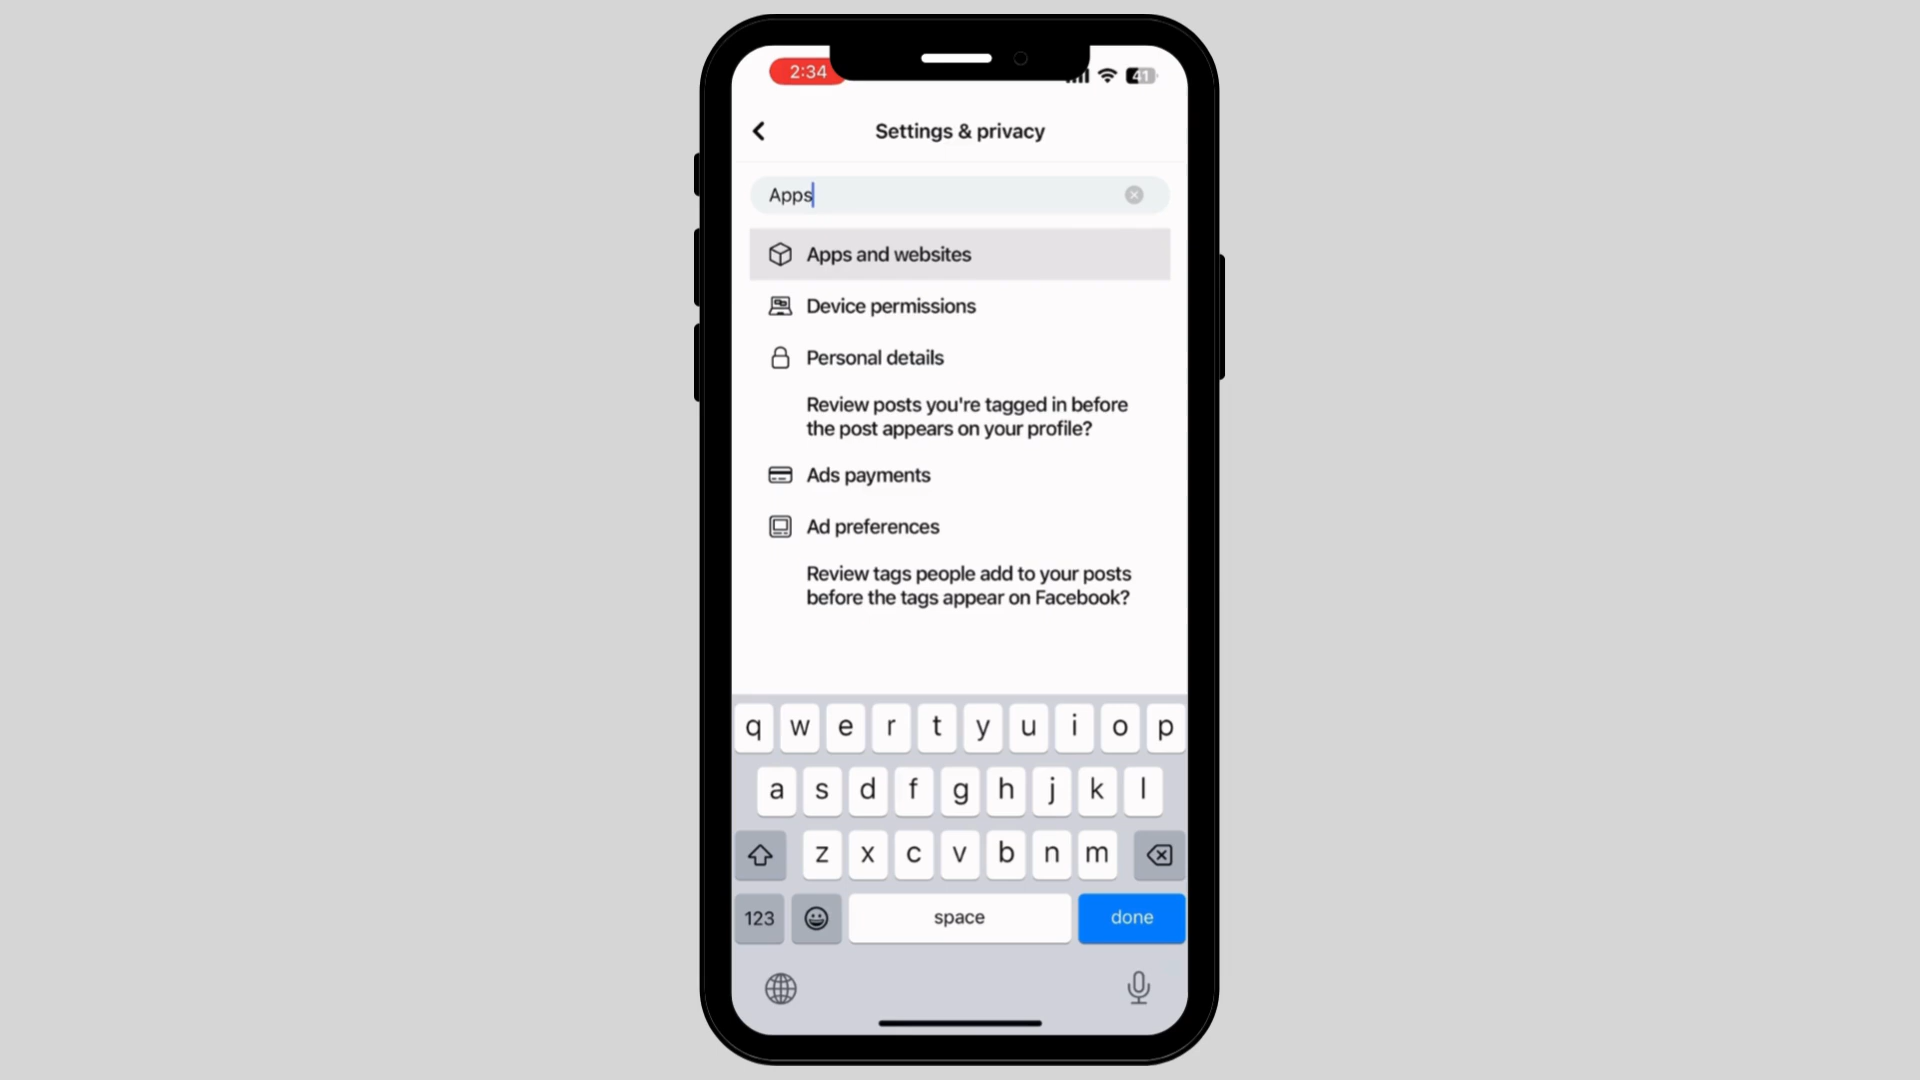 2:34
41
Settings & privacy
Apps
Apps and websites
Device permissions
Personal details
Review posts you're tagged in before
the post appears on your profile?
Ads payments
Ad preferences
Review tags people add to your posts
before the tags appear on Facebook?
q w e r t y u i o p
a s d f g h j k l
z x c v b n m
123 space done